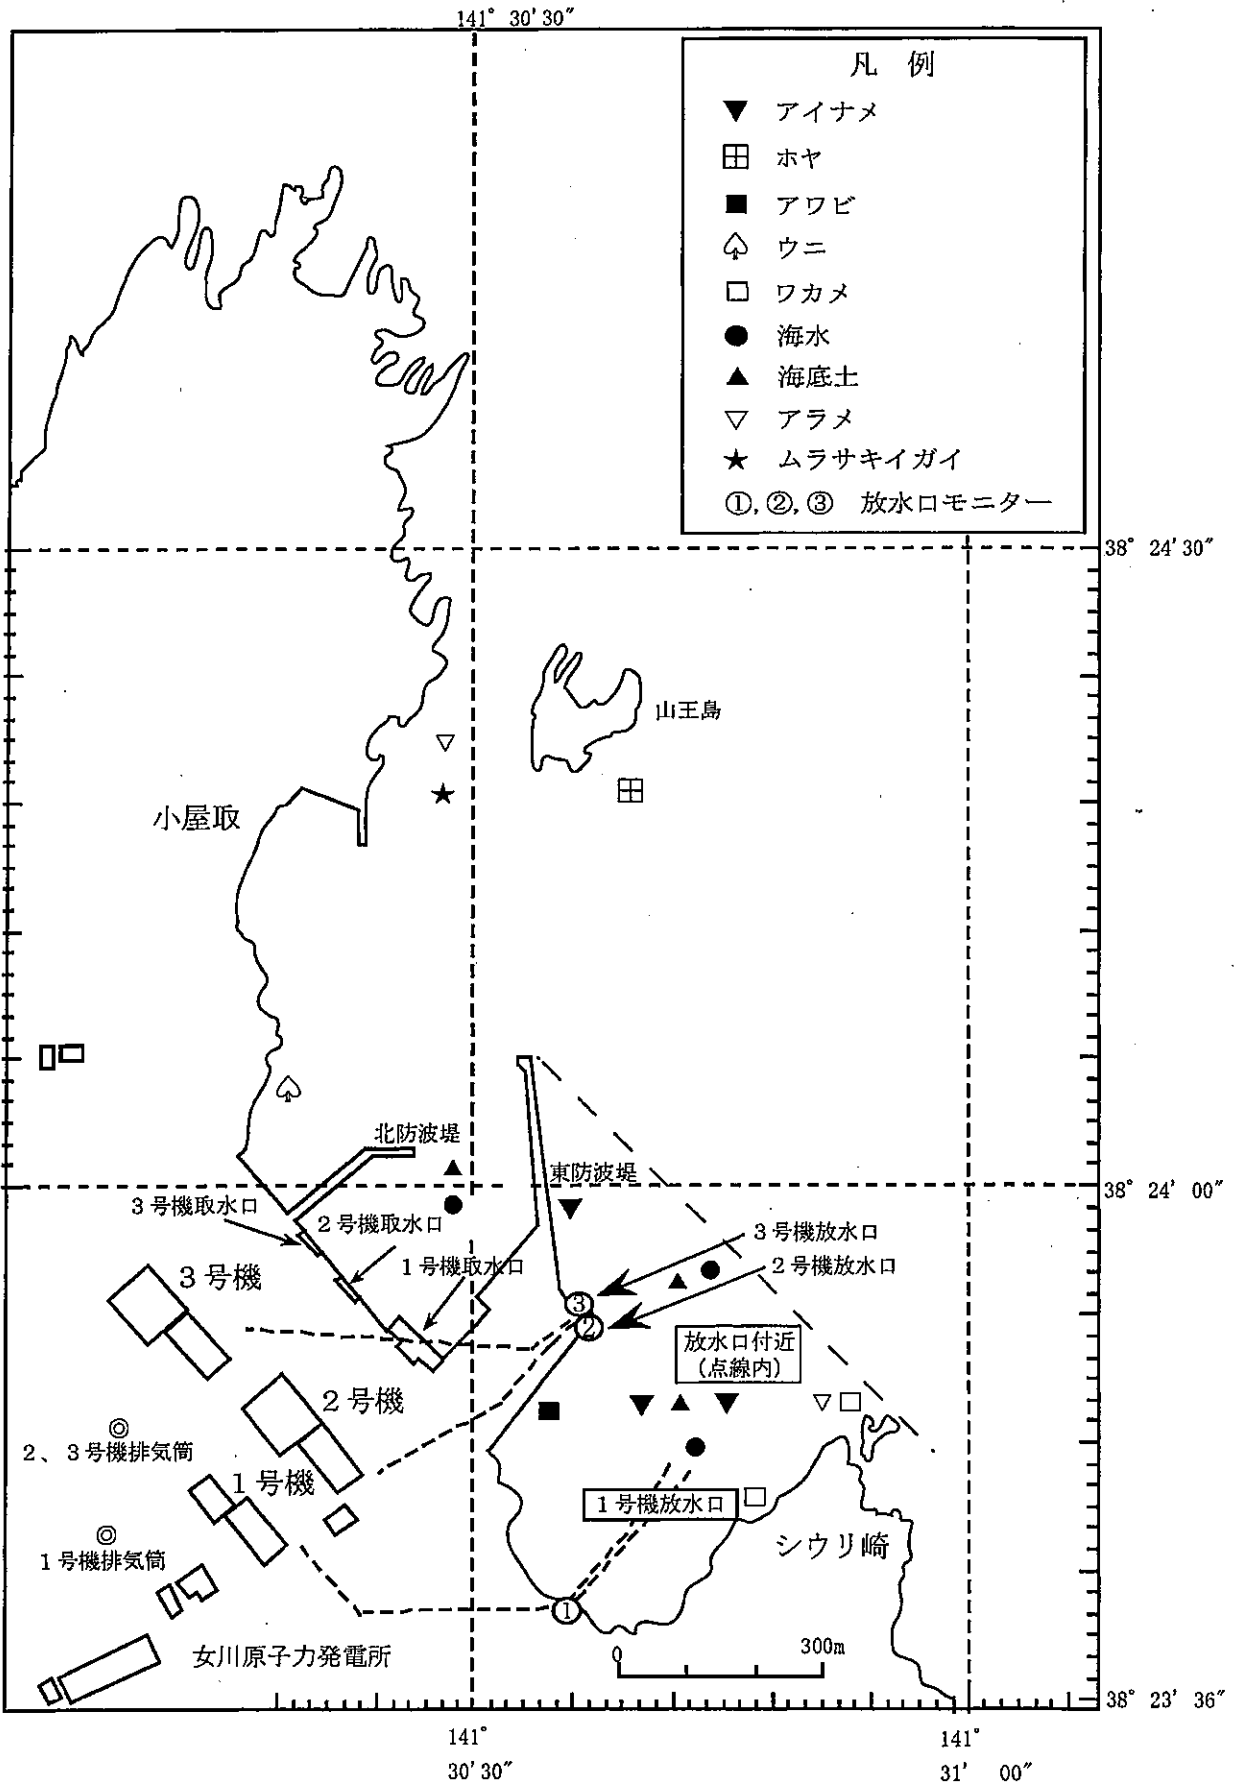 141° 30′30″
凡 例
アイナメ
ホヤ
アワビ
ウニ
ワカメ
海水
海底土
アラメ
ムラサキイガイ
①,②,③ 放水口モニター
38° 24′30″
山王島
小屋取
北防波堤
東防波堤
38° 24′ 00″
3号機取水口
2号機取水口
1号機取水口
3号機放水口
2号機放水口
3号機
③
②
放水口付近
(点線内)
2号機
2、3号機排気筒
1号機
1号機放水口
シウリ崎
1号機排気筒
①
女川原子力発電所
0 300m
38° 23′ 36″
141°
30′30″
141°
31′ 00″